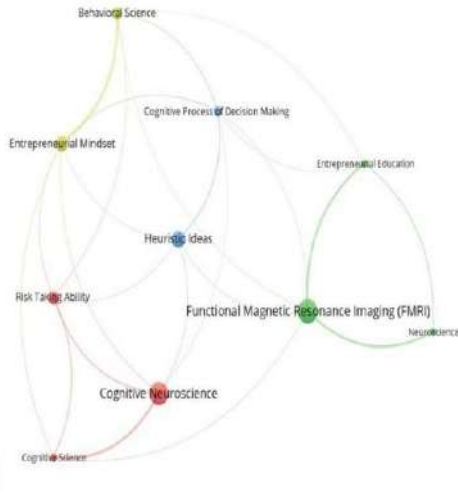 Behavioral Science
Cognitive Process of Decision Making
Entrepreneurial Mindset
Entrepreneurial Education
Heuristic Ideas
Risk Taking Ability
Functional Magnetic Resonance Imaging (FMRI)
Neuroscience
Cognitive Neuroscience
Cognitive Science